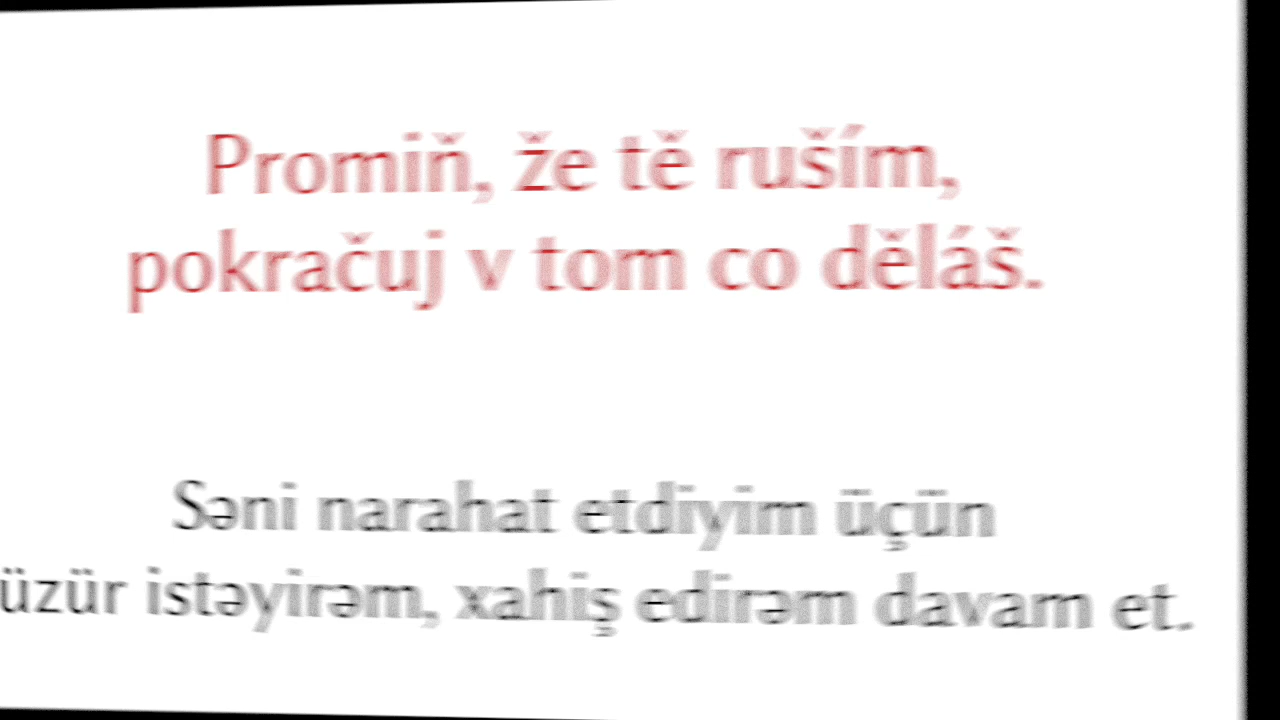 Promiň, že tě ruším,
pokračuj v tom co děláš.
Səni narahat etdiyim üçün
üzür istəyirəm, xahiş edirəm davam et.